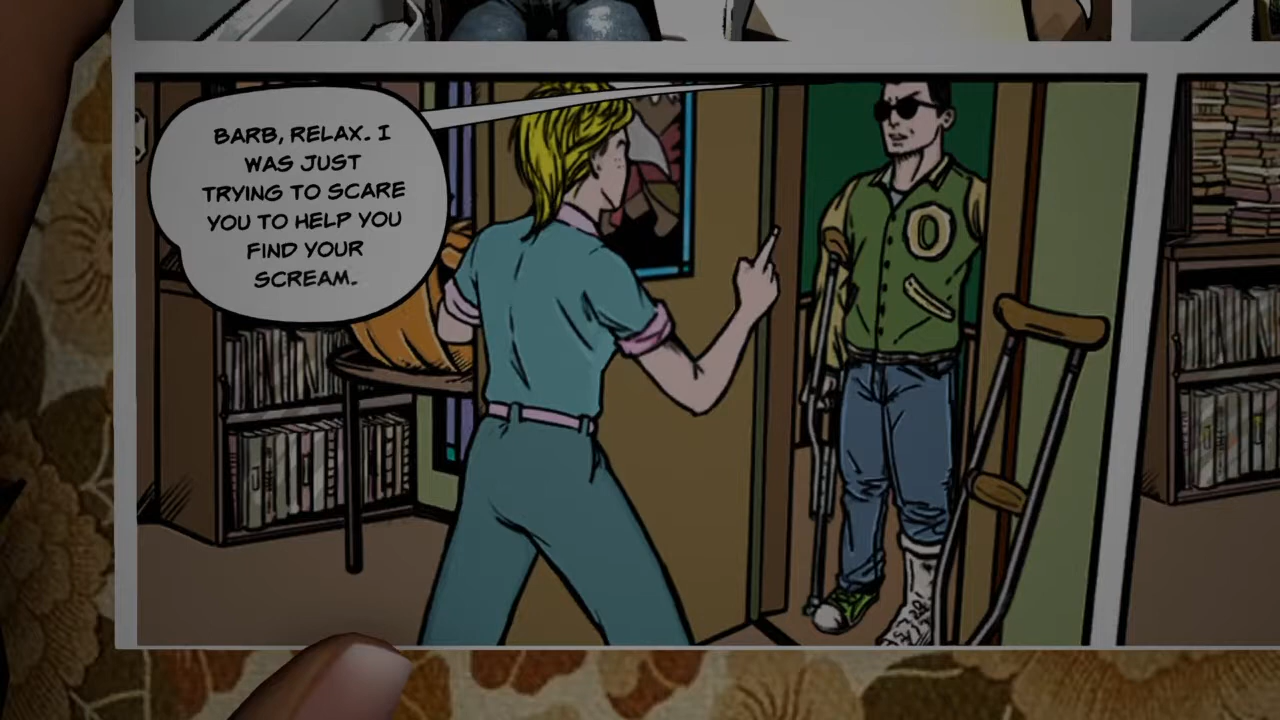 BARB, RELAX. I
WAS JUST
TRYING TO SCARE
YOU TO HELP YOU
FIND YOUR
SCREAM.
O